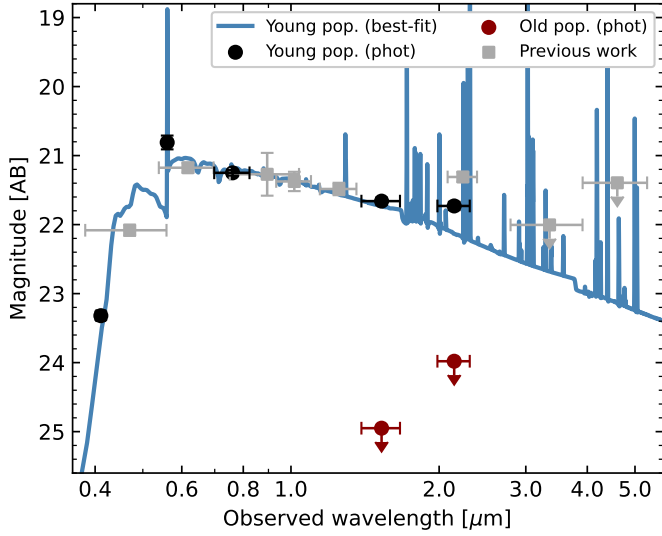 19
20
21
22
23
24
25
Magnitude [AB]
Young pop. (best-fit)
Young pop. (phot)
Old pop. (phot)
Previous work
0.4 0.6 0.8 1.0 2.0 3.0 4.0 5.0
Observed wavelength [μm]